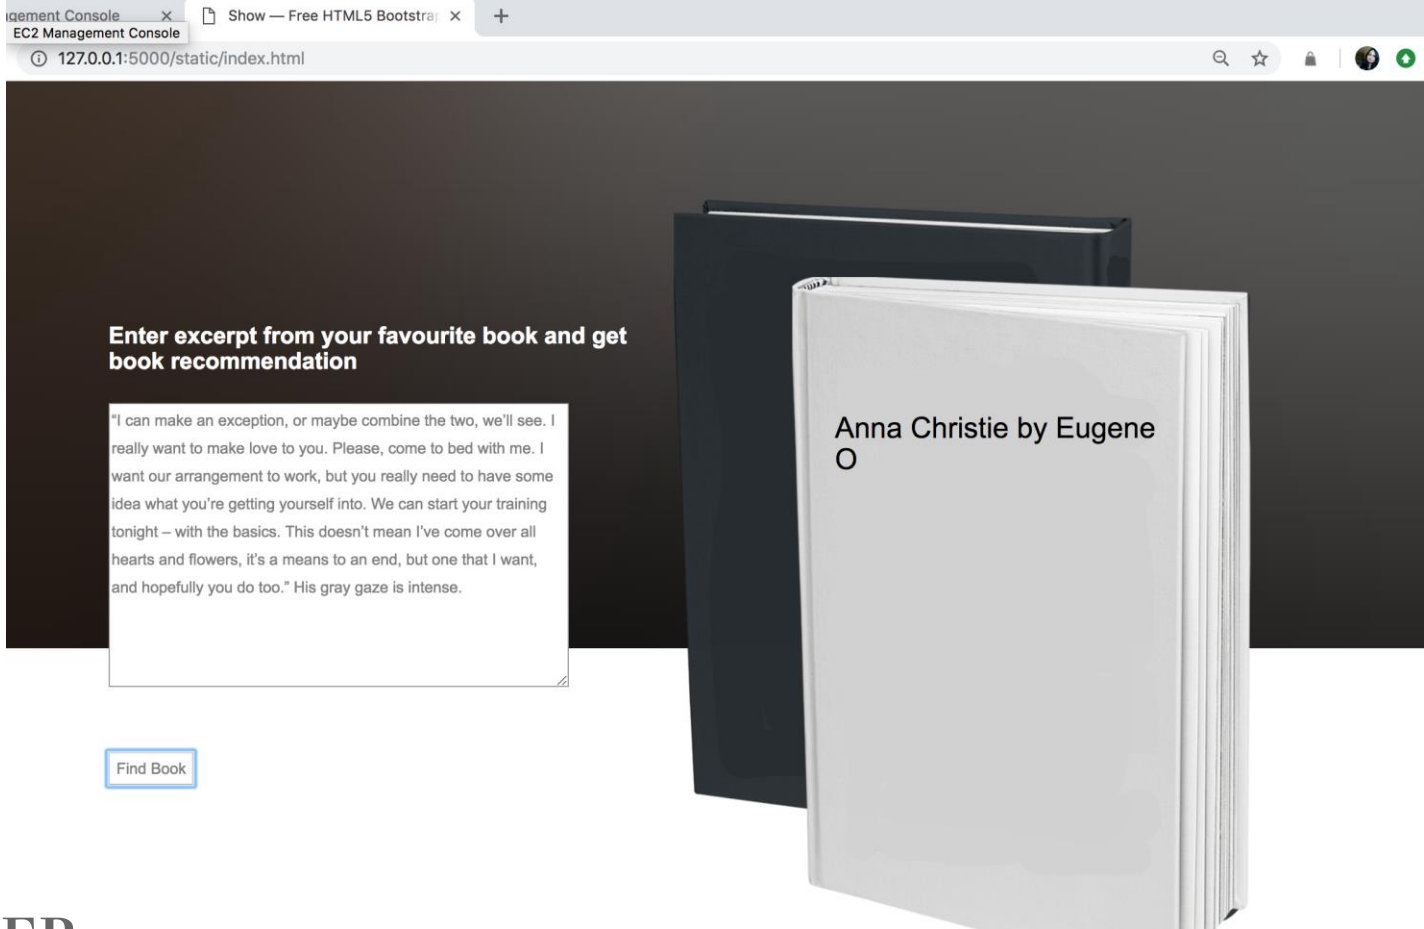 gement Console
Show — Free HTML5 Bootstrap
EC2 Management Console
127.0.0.1:5000/static/index.html
Enter excerpt from your favourite book and get
book recommendation
"I can make an exception, or maybe combine the two, we'll see. I
really want to make love to you. Please, come to bed with me. I
want our arrangement to work, but you really need to have some
idea what you're getting yourself into. We can start your training
tonight – with the basics. This doesn't mean I've come over all
hearts and flowers, it's a means to an end, but one that I want,
and hopefully you do too." His gray gaze is intense.
Anna Christie by Eugene
O
Find Book